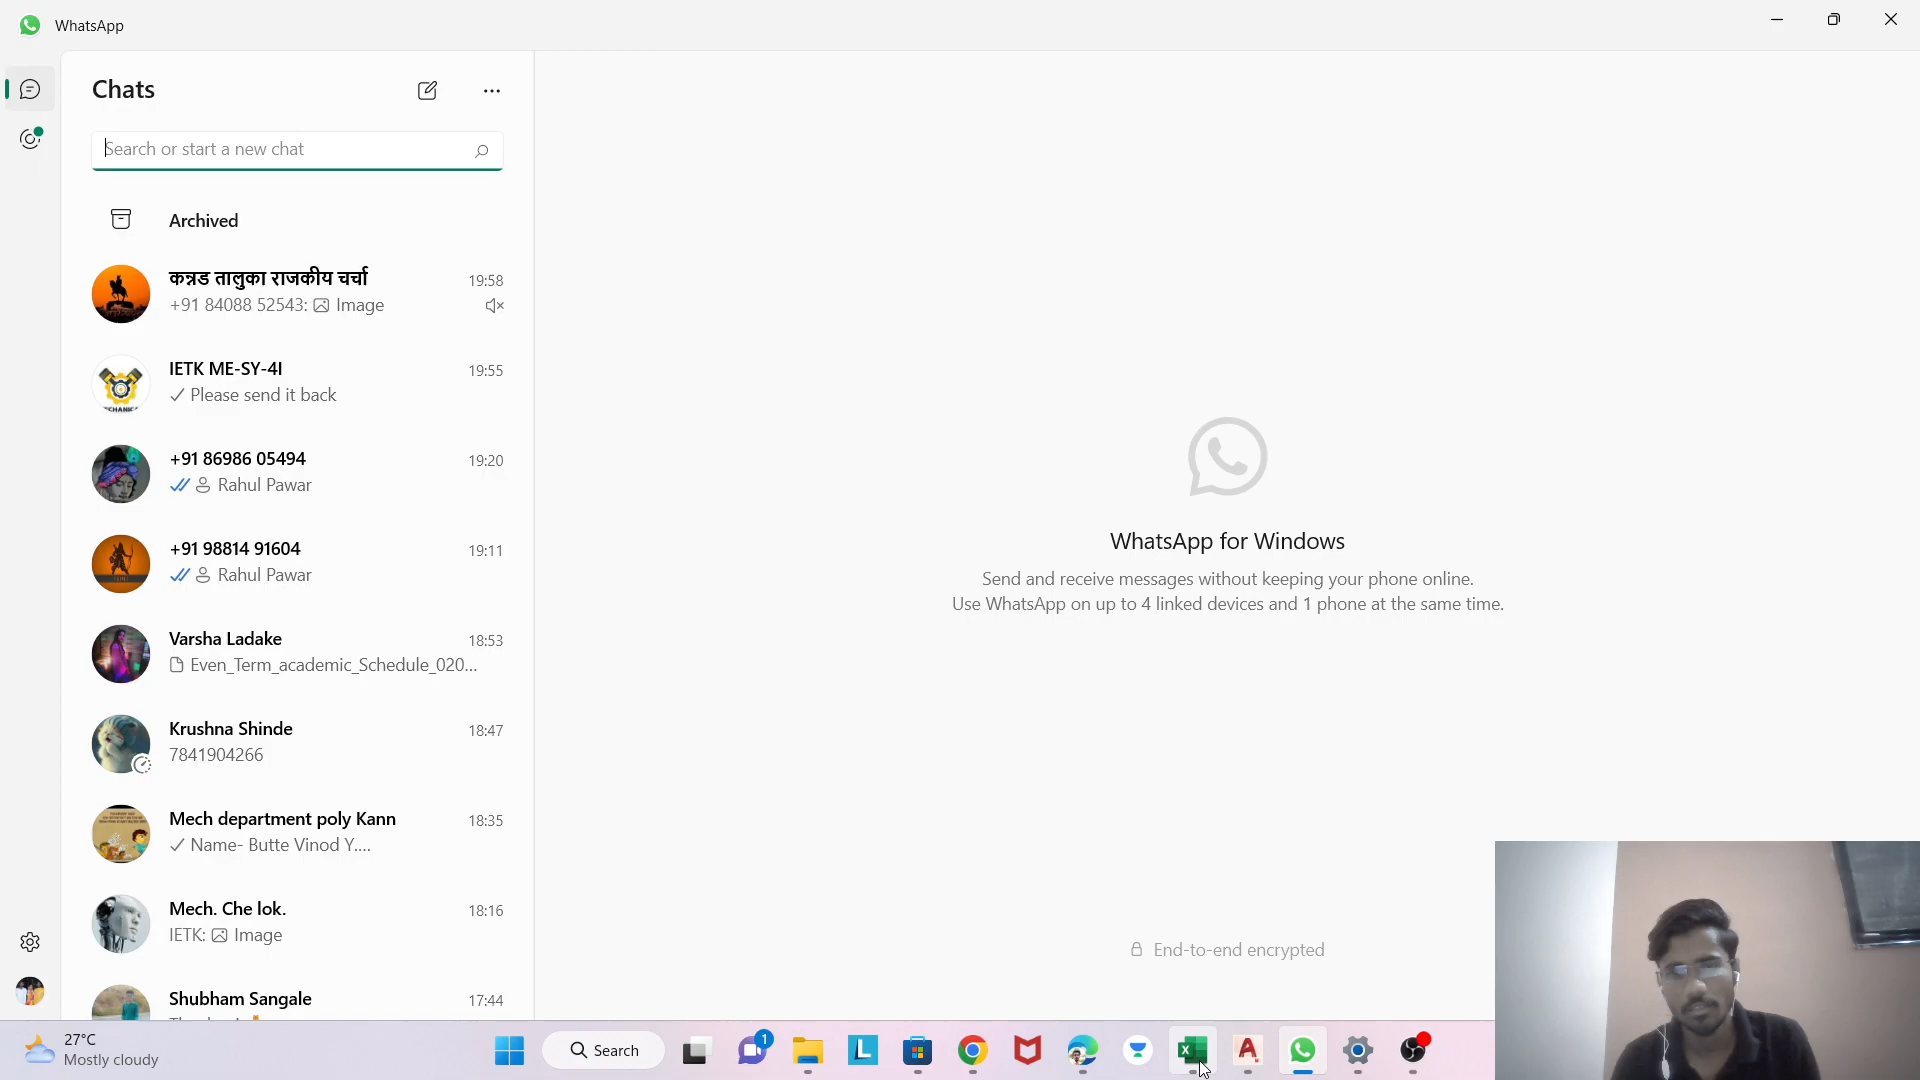 WhatsApp
Chats
Search or start a new chat
Archived
कन्नड तालुका राजकीय चर्चा
19:58
+91 84088 52543: Image
IETK ME-SY-4I
19:55
Please send it back
+91 86986 05494
19:20
Rahul Pawar
+91 98814 91604
19:11
Rahul Pawar
Varsha Ladake
18:53
Even_Term_academic_Schedule_020...
Krushna Shinde
18:47
7841904266
Mech department poly Kann
18:35
Name- Butte Vinod Y....
Mech. Che lok.
18:16
IETK: Image
Shubham Sangale
17:44
WhatsApp for Windows
Send and receive messages without keeping your phone online.
Use WhatsApp on up to 4 linked devices and 1 phone at the same time.
End-to-end encrypted
27°C
Mostly cloudy
Search
1